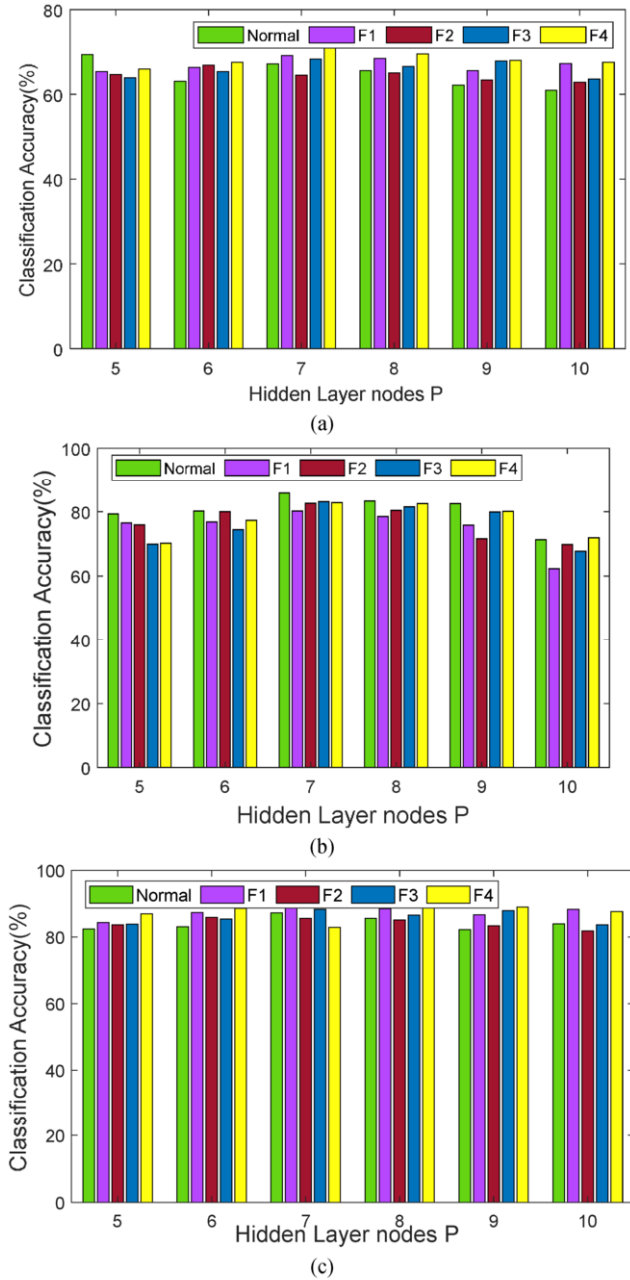 80
Normal F1 F2 F3 F4
60
40
20
0
Classification Accuracy(%)
5 6 7 8 9 10
Hidden Layer nodes P
(a)
100
Normal F1 F2 F3 F4
80
60
40
20
0
Classification Accuracy(%)
5 6 7 8 9 10
Hidden Layer nodes P
(b)
100
Normal F1 F2 F3 F4
80
60
40
20
0
Classification Accuracy(%)
5 6 7 8 9 10
Hidden Layer nodes P
(c)